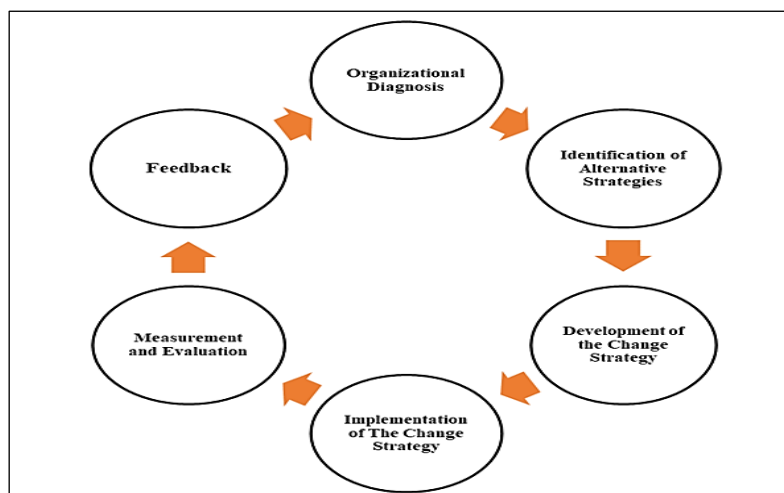 Organizational
Diagnosis
Identification of
Alternative
Strategies
Development of
the Change
Strategy
Implementation
of The Change
Strategy
Measurement
and Evaluation
Feedback